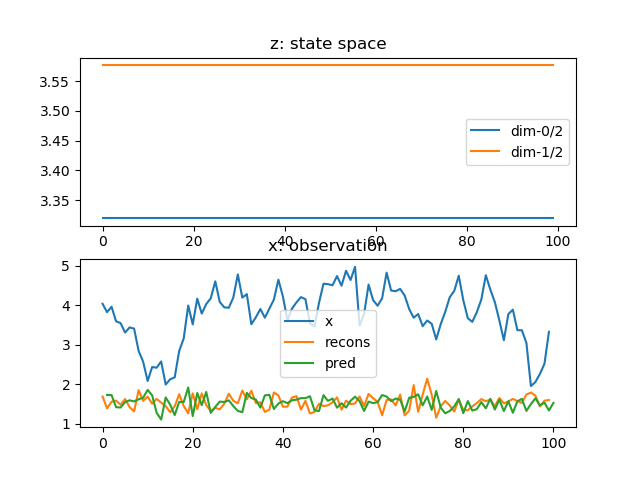 z: state space
3.55
3.50
3.45
3.40
3.35
dim-0/2
dim-1/2
0 20 40 60 80 100
x: observation
5
4
3
2
1
x
recons
pred
0 20 40 60 80 100